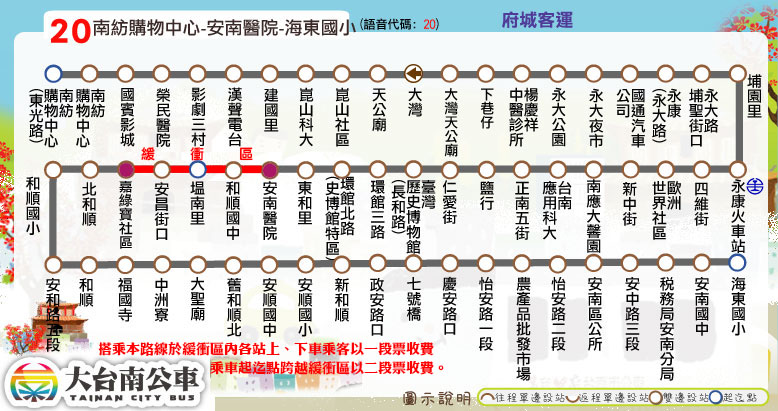 20 南紡購物中心-安南醫院-海東國小(語音代碼: 20)
府城客運
南紡購物中心(東光路)
南紡購物中心
國賓影城
榮民醫院
影劇三村
漢聲電台
建國里
崑山科大
崑山社區
天公廟
大灣
大灣天公廟
下巷仔
楊慶祥中醫診所
永大公園
永大夜市
國通汽車公司
永康(永大路)
永大路埔聖街口
埔園里
緩衝區
和順國小
北和順
嘉綠寶社區
安昌街口
塭南里
和順國中
安南醫院
東和里
環館北路(史博館特區)
環館三路
臺灣歷史博物館(長和路)
仁愛街
鹽行
正南五街
台南應用科大
南應大馨園
新中街
歐洲世界社區
四維街
永康火車站
安和路五段
和順
福國寺
中洲寮
大聖廟
舊和順北
安順國中
安順國小
新和順
政安路口
七號橋
慶安路口
怡安路一段
農產品批發市場
怡安路二段
安南區公所
安中路三段
稅務局安南分局
安南國中
海東國小
搭乘本路線於緩衝區內各站上、下車乘客以一段票收費
乘車起迄點跨越緩衝區以二段票收費。
大台南公車
TAINAN CITY BUS
圖示說明 往程單邊設站 返程單邊設站 雙邊設站 起迄點